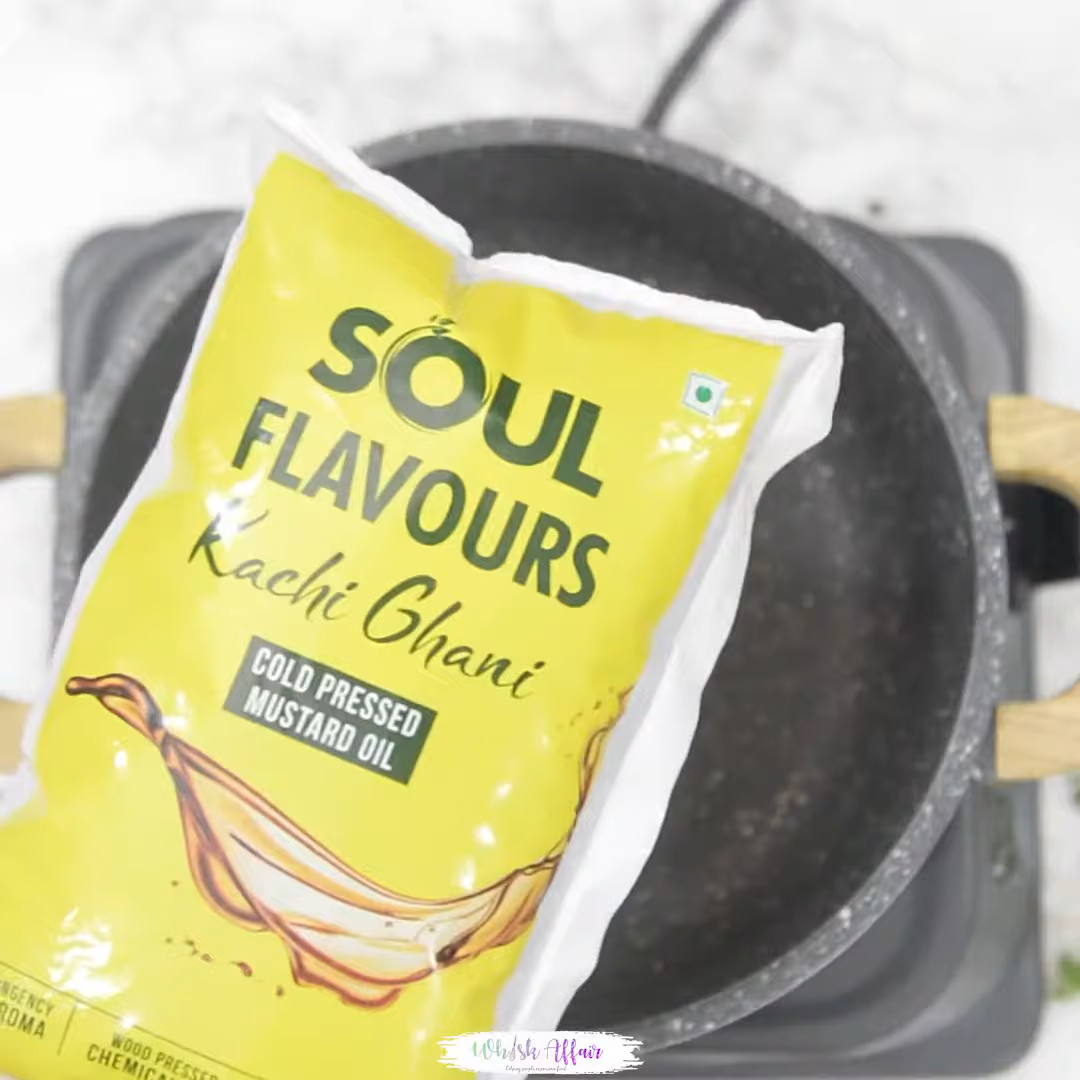 SOUL
FLAVOURS
Kachi Ghani
COLD PRESSED
MUSTARD OIL
ROMA
WOOD PRESSED
Whisk Affair